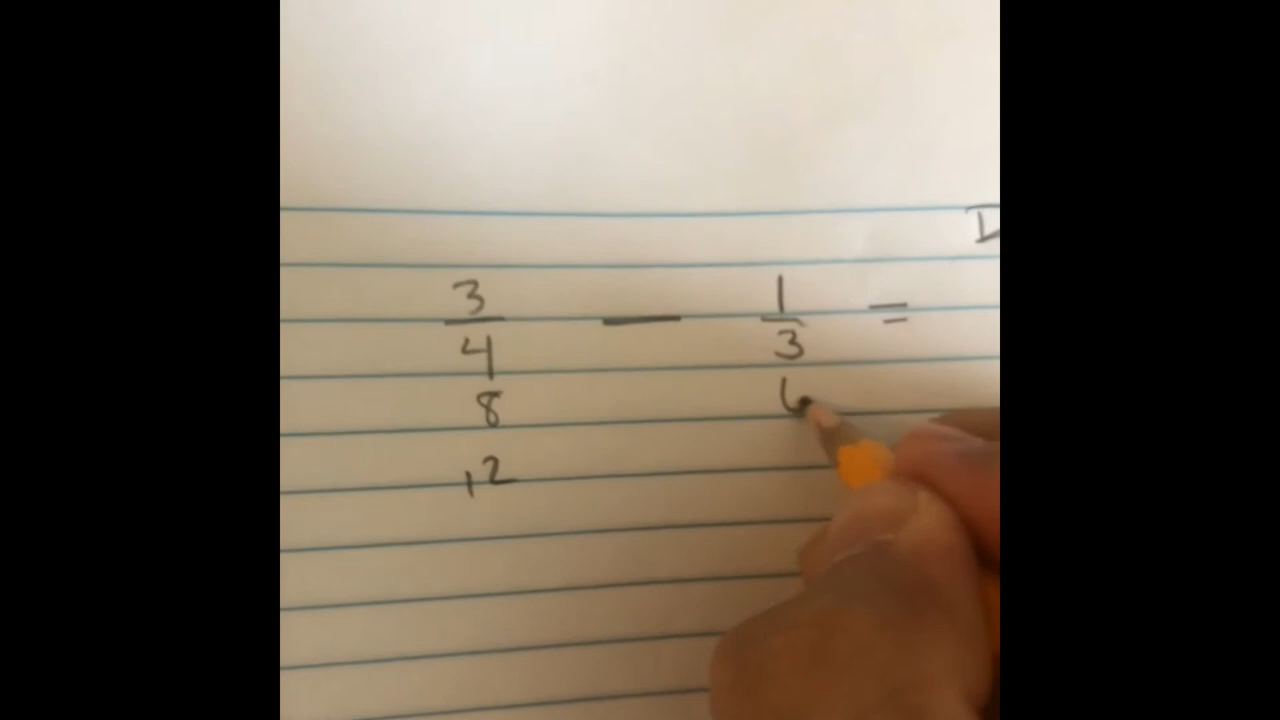 3/4 — 1/3 =
8 6
12